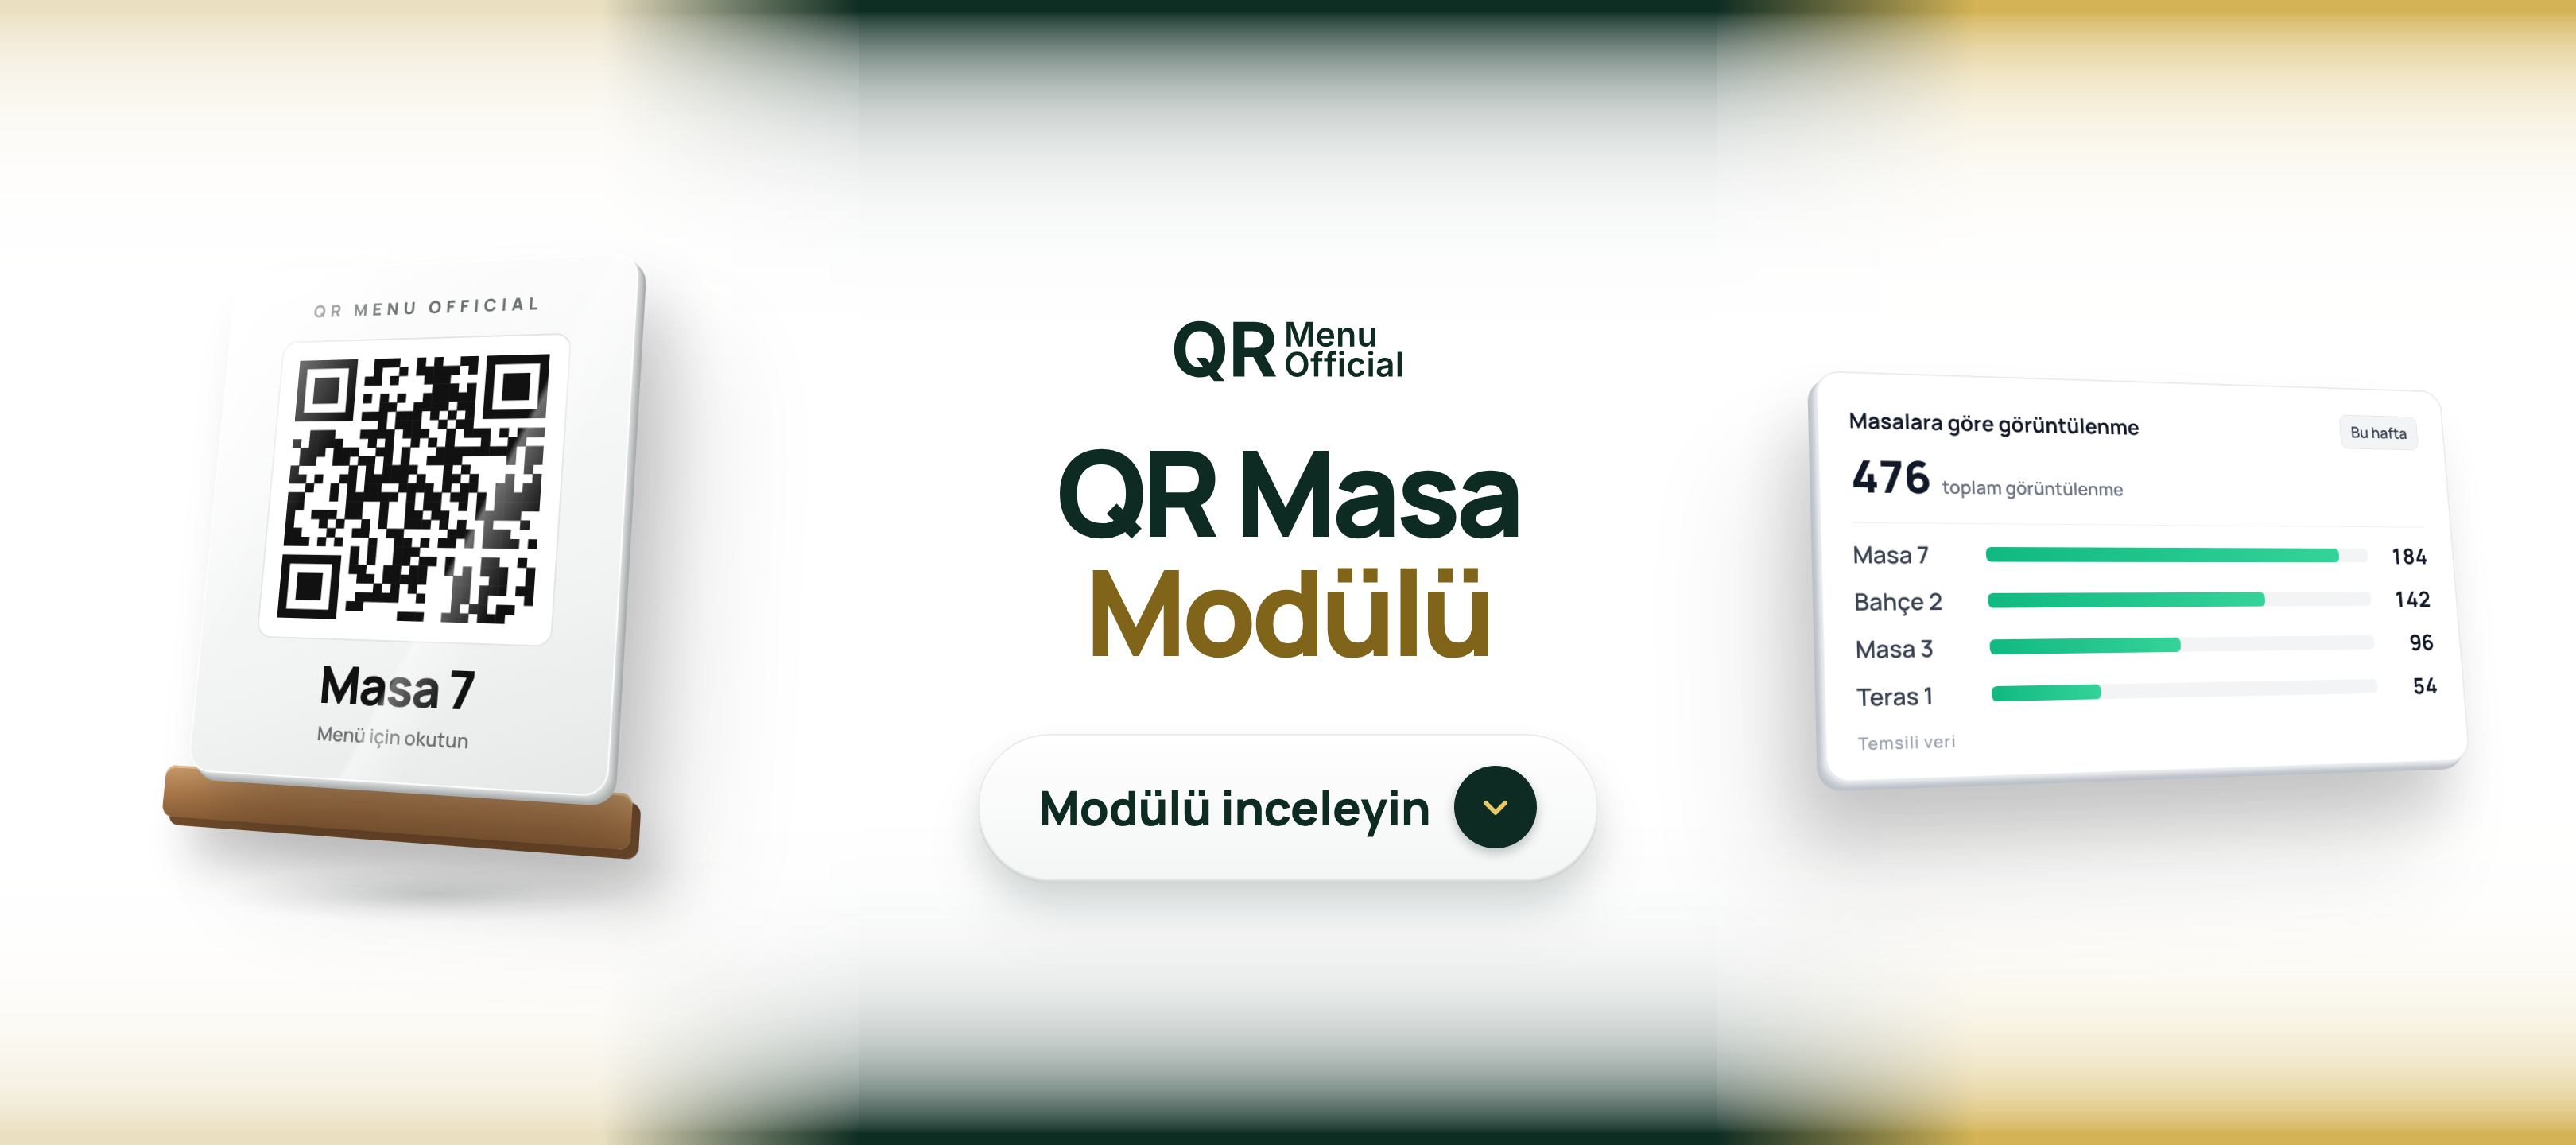 QR MENU OFFICIAL
Masa 7
Menü için okutun
QR Menu
Official
QR Masa
Modülü
Modülü inceleyin
Masalara göre görüntülenme
Bu hafta
476 toplam görüntülenme
Masa 7 184
Bahçe 2 142
Masa 3 96
Teras 1 54
Temsili veri